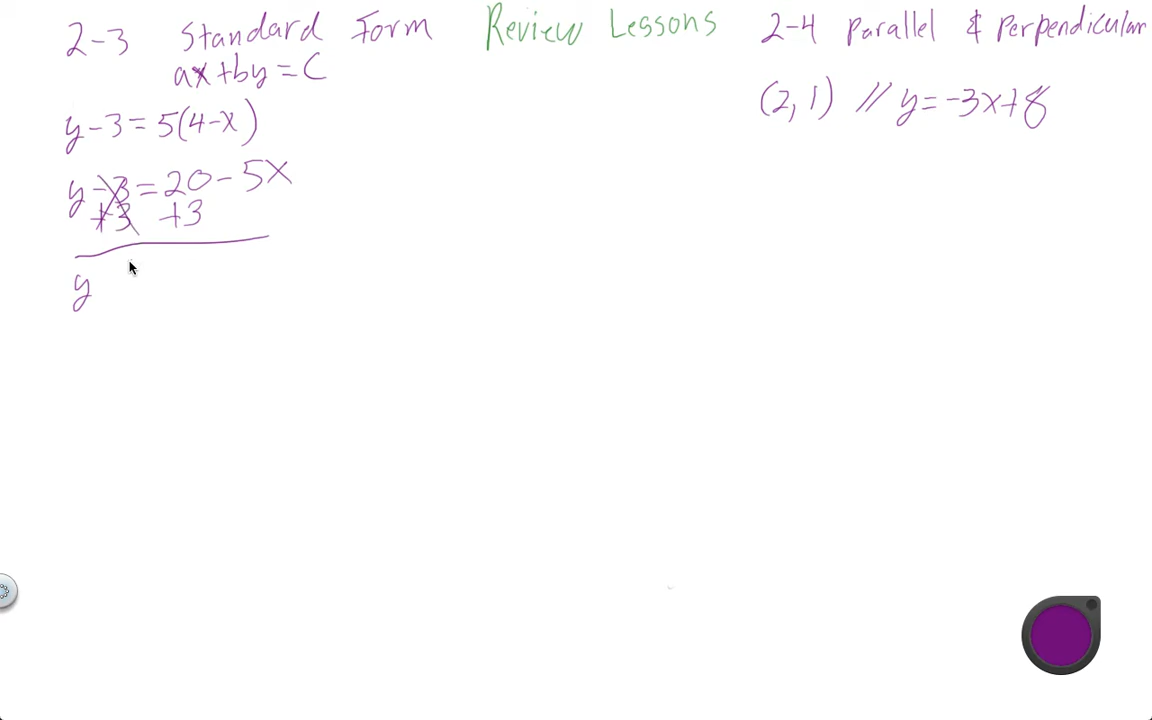 2-3 Standard Form
ax+by=C
y-3=5(4-x)
y-3=20-5x
+3 +3
y
Review Lessons
2-4 Parallel & Perpendicular
(2,1) // y=-3x+8